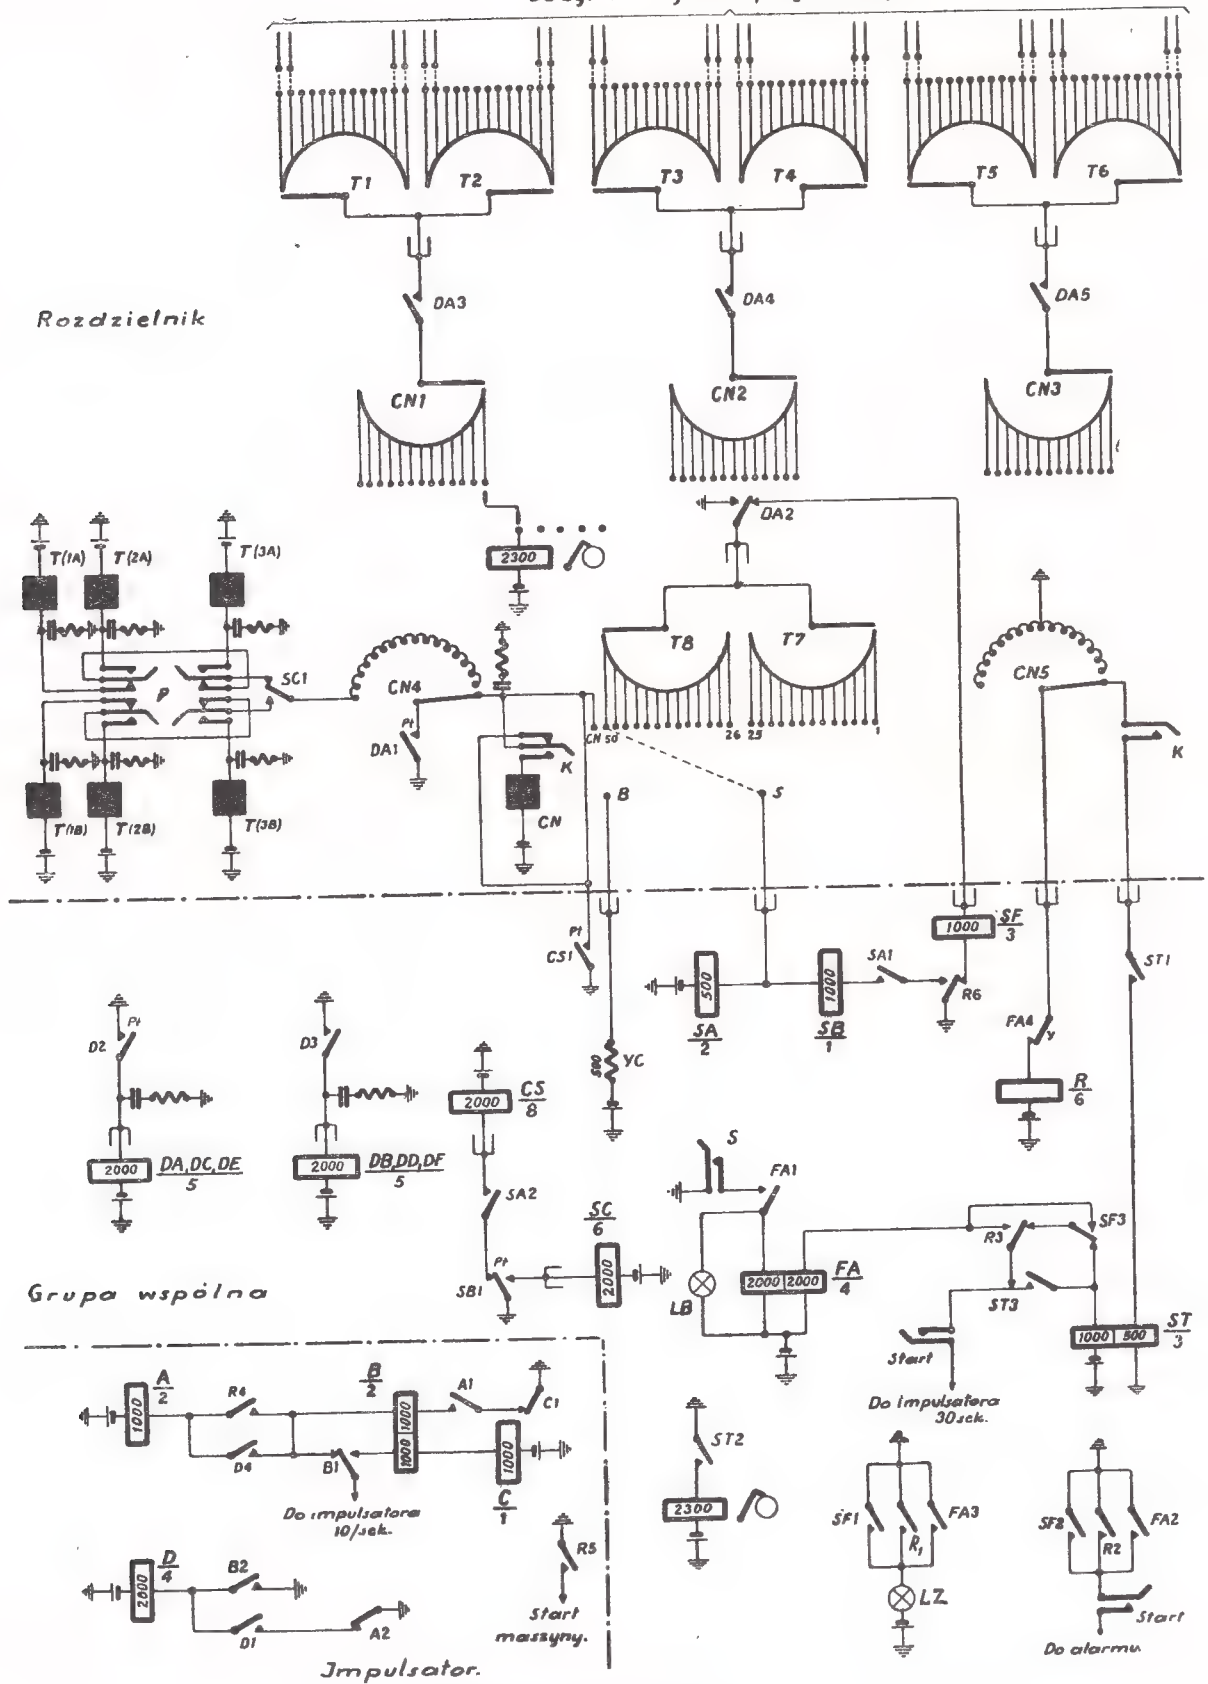 T1
T2
T3
T4
T5
T6
DA3
DA4
DA5
Rozdzielnik
CN1
CN2
CN3
DA2
2300
T(1A)
T(2A)
T(3A)
SC1
P
CN4
Pt
DA1
K
CN
T8
T7
CN 50
26
25
1
CN5
K
B
S
T(1B)
T(2B)
T(3B)
Pt
CS1
1000
SF
3
SA1
R6
ST1
500
SA
2
1000
SB
1
FA4
Y
R
6
500
YC
Pt
D2
D3
2000
CS
8
2000
DA,DC,DE
5
2000
DB,DD,DF
5
SA2
Pt
SB1
SC
6
2000
S
FA1
LB
2000
2000
FA
4
R3
SF3
ST3
Start
1000
500
ST
3
Do impulsatora
30sek.
Grupa wspólna
A
2
1000
R4
D4
B
2
1000
1000
A1
C1
B1
1000
C
1
Do impulsatora
10/sek.
D
4
2000
B2
D1
A2
R5
Start
maszyny.
Impulsator.
ST2
2300
SF1
R1
FA3
LZ
SF2
R2
FA2
Start
Do alarmu.